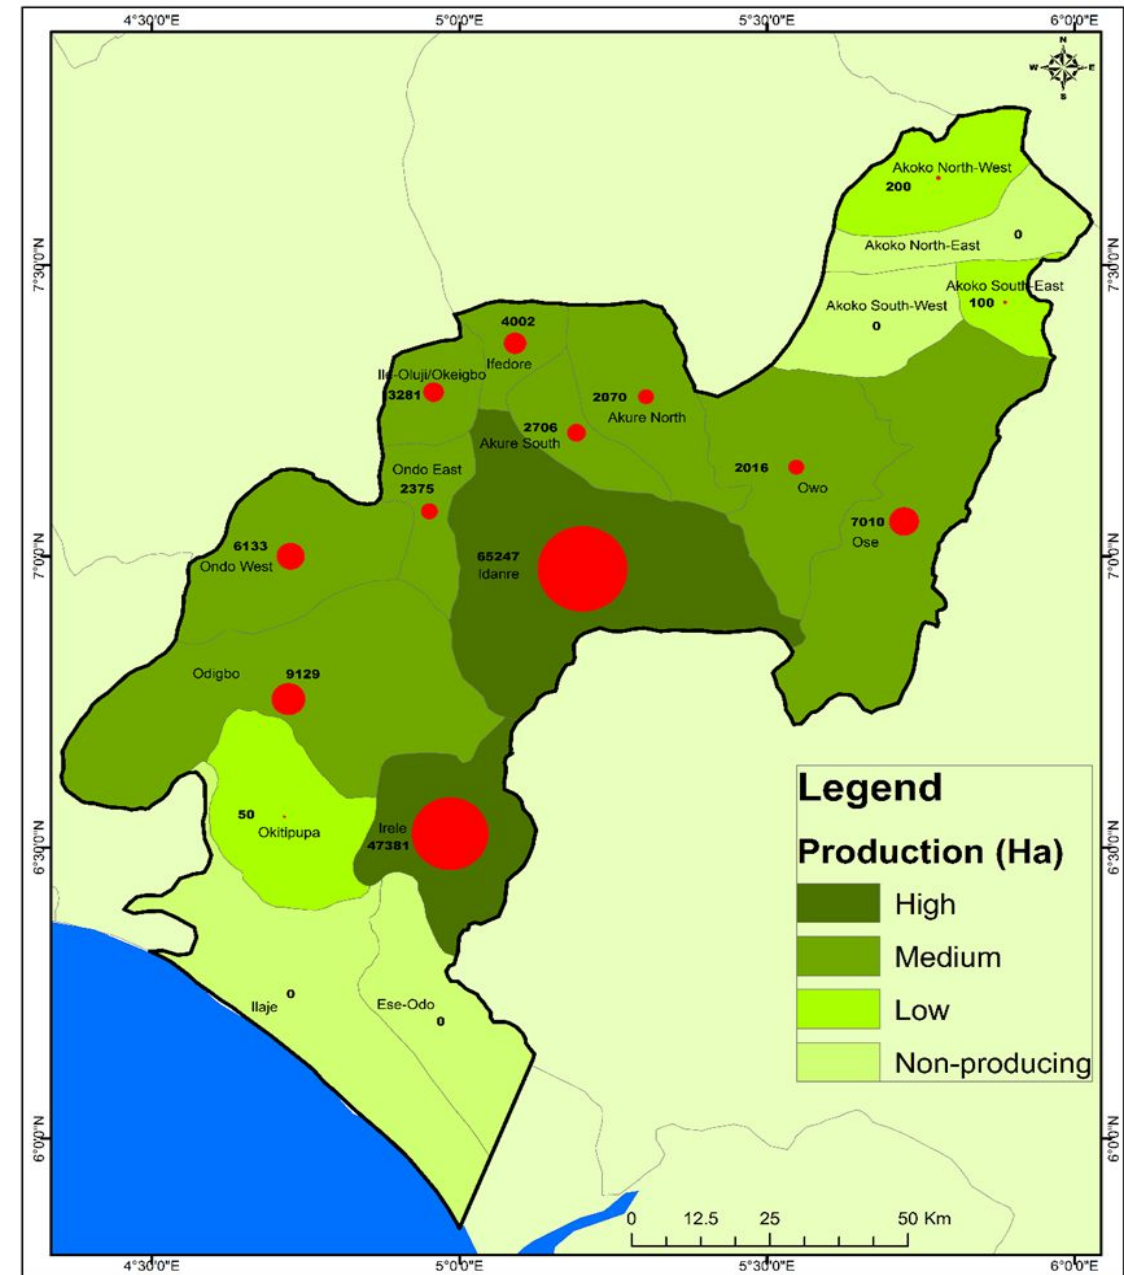 4°30'0"E
5°0'0"E
5°30'0"E
6°0'0"E
N
W
E
S
Akoko North-West
200
0
Akoko North-East
7°30'0"N
7°30'0"N
Akoko South-East
100
Akoko South-West
0
4002
Ifedore
Ile-Oluji/Okeigbo
3281
2070
Akure North
2706
Akure South
Ondo East
2375
2016
Owo
7010
Ose
6133
Ondo West
65247
Idanre
7°0'0"N
7°0'0"N
Odigbo
9129
50
Okitipupa
Irele
47381
6°30'0"N
6°30'0"N
Legend
Production (Ha)
High
Medium
Low
Non-producing
0
Ilaje
Ese-Odo
0
6°0'0"N
6°0'0"N
0 12.5 25 50 Km
4°30'0"E
5°0'0"E
5°30'0"E
6°0'0"E